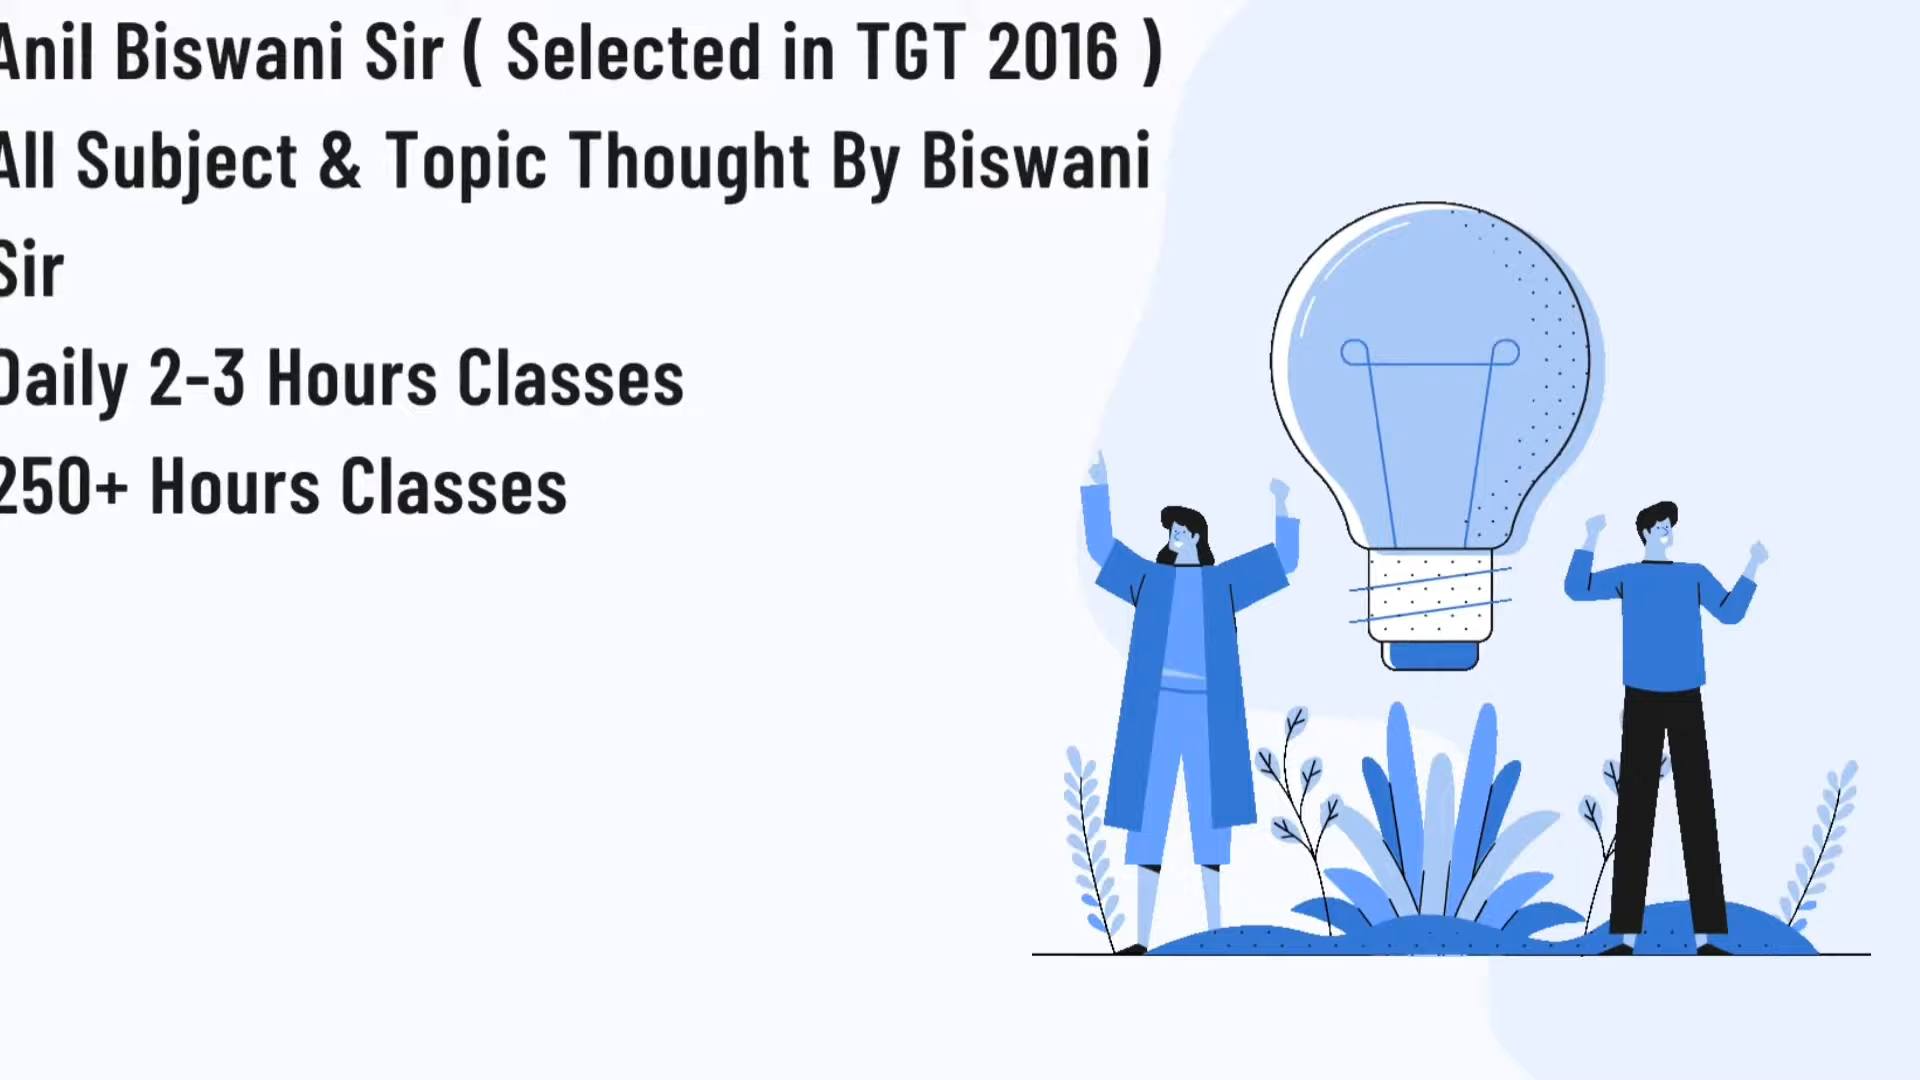 Anil Biswani Sir ( Selected in TGT 2016 )
All Subject & Topic Thought By Biswani
Sir
Daily 2-3 Hours Classes
250+ Hours Classes